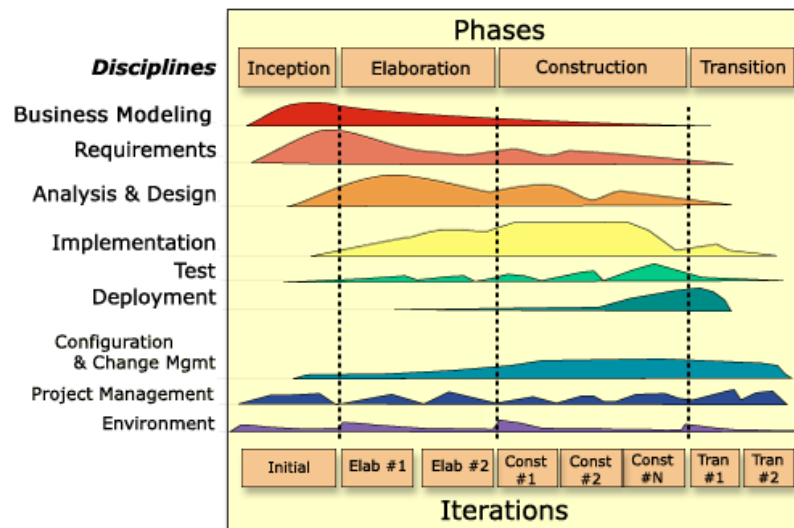 Phases
Disciplines
Inception
Elaboration
Construction
Transition
Business Modeling
Requirements
Analysis & Design
Implementation
Test
Deployment
Configuration
& Change Mgmt
Project Management
Environment
Initial
Elab #1
Elab #2
Const
#1
Const
#2
Const
#N
Tran
#1
Tran
#2
Iterations